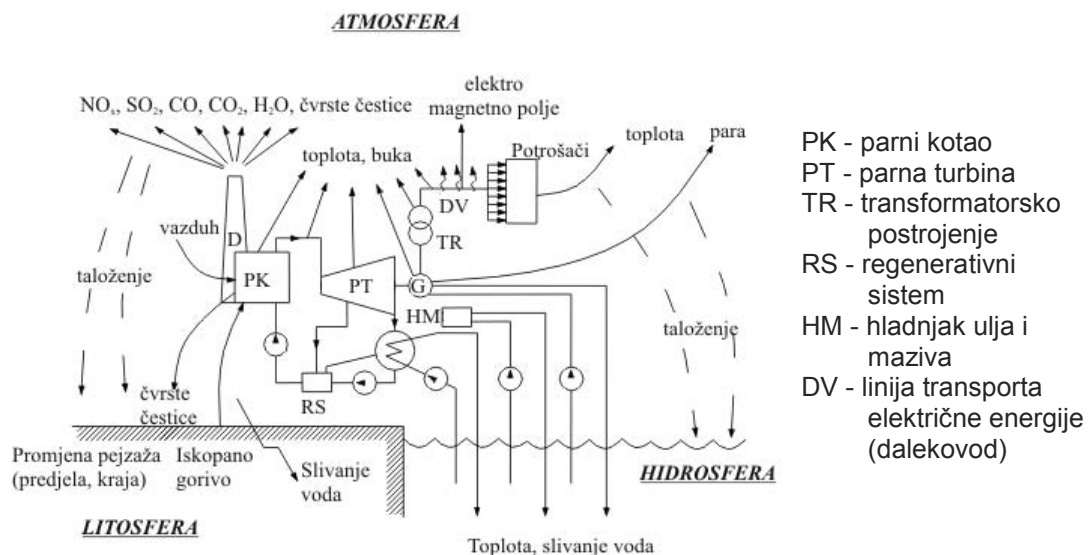 ATMOSFERA
NOₓ, SO₂, CO, CO₂, H₂O, čvrste čestice
elektro
magnetno polje
toplota, buka
Potrošači
toplota
para
DV
TR
vazduh
D
PK
PT
G
HM
RS
taloženje
taloženje
čvrste
čestice
Promjena pejzaža
(predjela, kraja)
Iskopano
gorivo
Slivanje
voda
HIDROSFERA
LITOSFERA
Toplota, slivanje voda
PK - parni kotao
PT - parna turbina
TR - transformatorsko
postrojenje
RS - regenerativni
sistem
HM - hladnjak ulja i
maziva
DV - linija transporta
električne energije
(dalekovod)